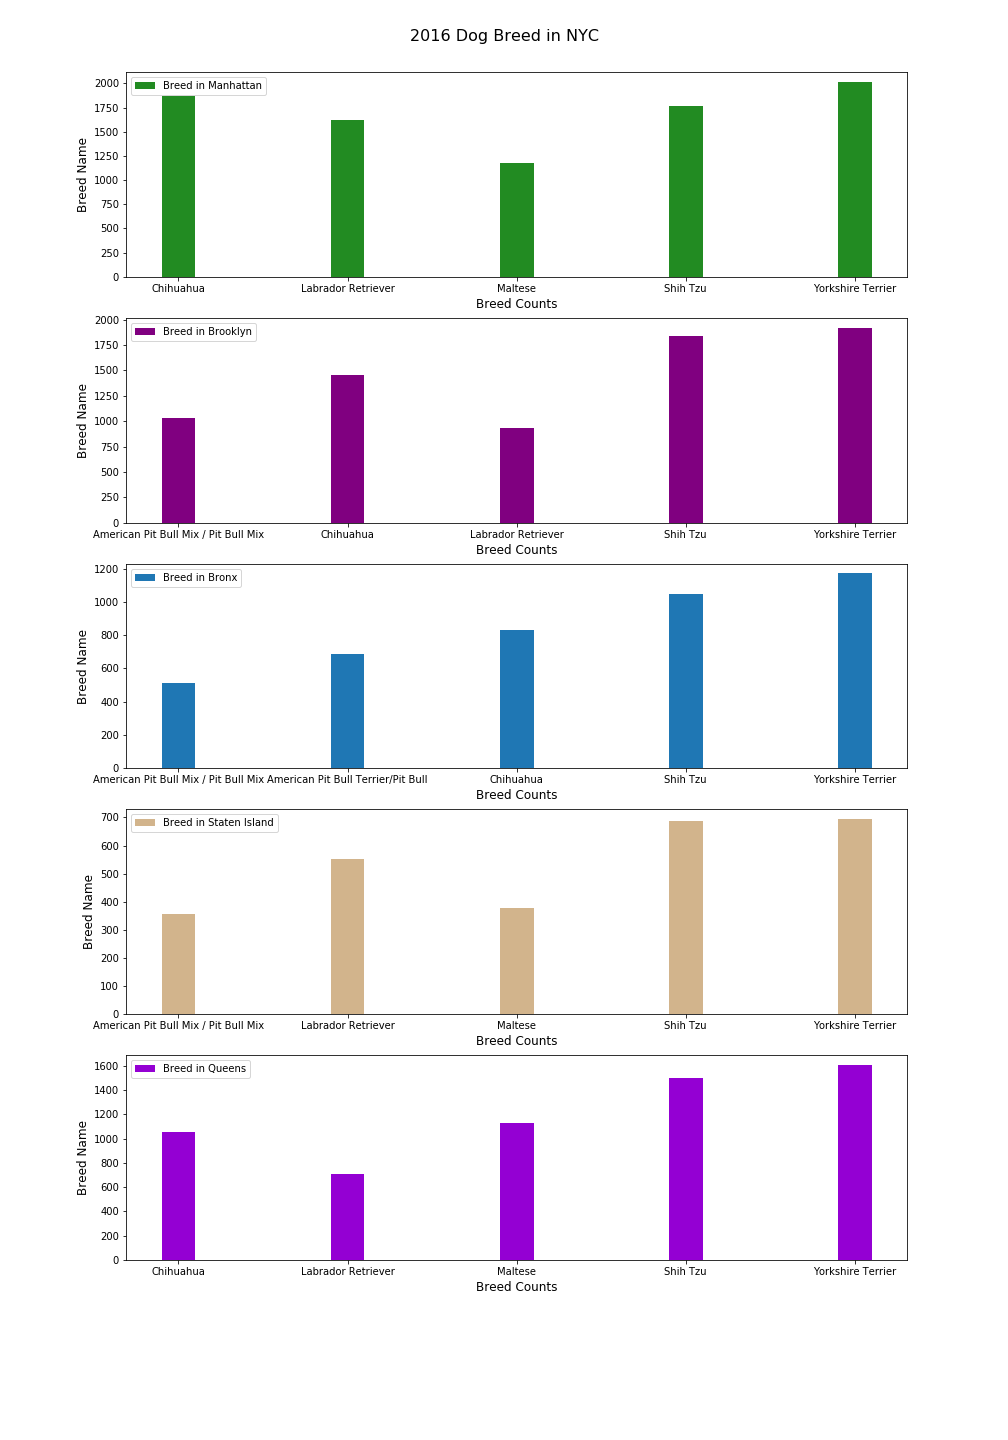 2016 Dog Breed in NYC
Breed in Manhattan
Breed Name
2000
1750
1500
1250
1000
750
500
250
0
Chihuahua Labrador Retriever Maltese Shih Tzu Yorkshire Terrier
Breed Counts
Breed in Brooklyn
Breed Name
2000
1750
1500
1250
1000
750
500
250
0
American Pit Bull Mix / Pit Bull Mix Chihuahua Labrador Retriever Shih Tzu Yorkshire Terrier
Breed Counts
Breed in Bronx
Breed Name
1200
1000
800
600
400
200
0
American Pit Bull Mix / Pit Bull Mix American Pit Bull Terrier/Pit Bull Chihuahua Shih Tzu Yorkshire Terrier
Breed Counts
Breed in Staten Island
Breed Name
700
600
500
400
300
200
100
0
American Pit Bull Mix / Pit Bull Mix Labrador Retriever Maltese Shih Tzu Yorkshire Terrier
Breed Counts
Breed in Queens
Breed Name
1600
1400
1200
1000
800
600
400
200
0
Chihuahua Labrador Retriever Maltese Shih Tzu Yorkshire Terrier
Breed Counts